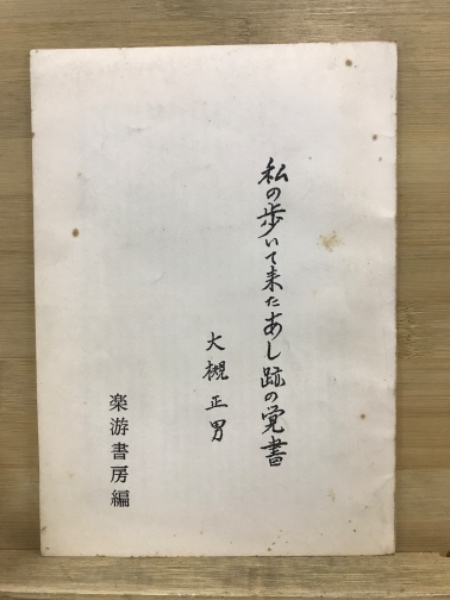 私の歩いて来たあし跡の覚書
大槻正男
楽游書房編